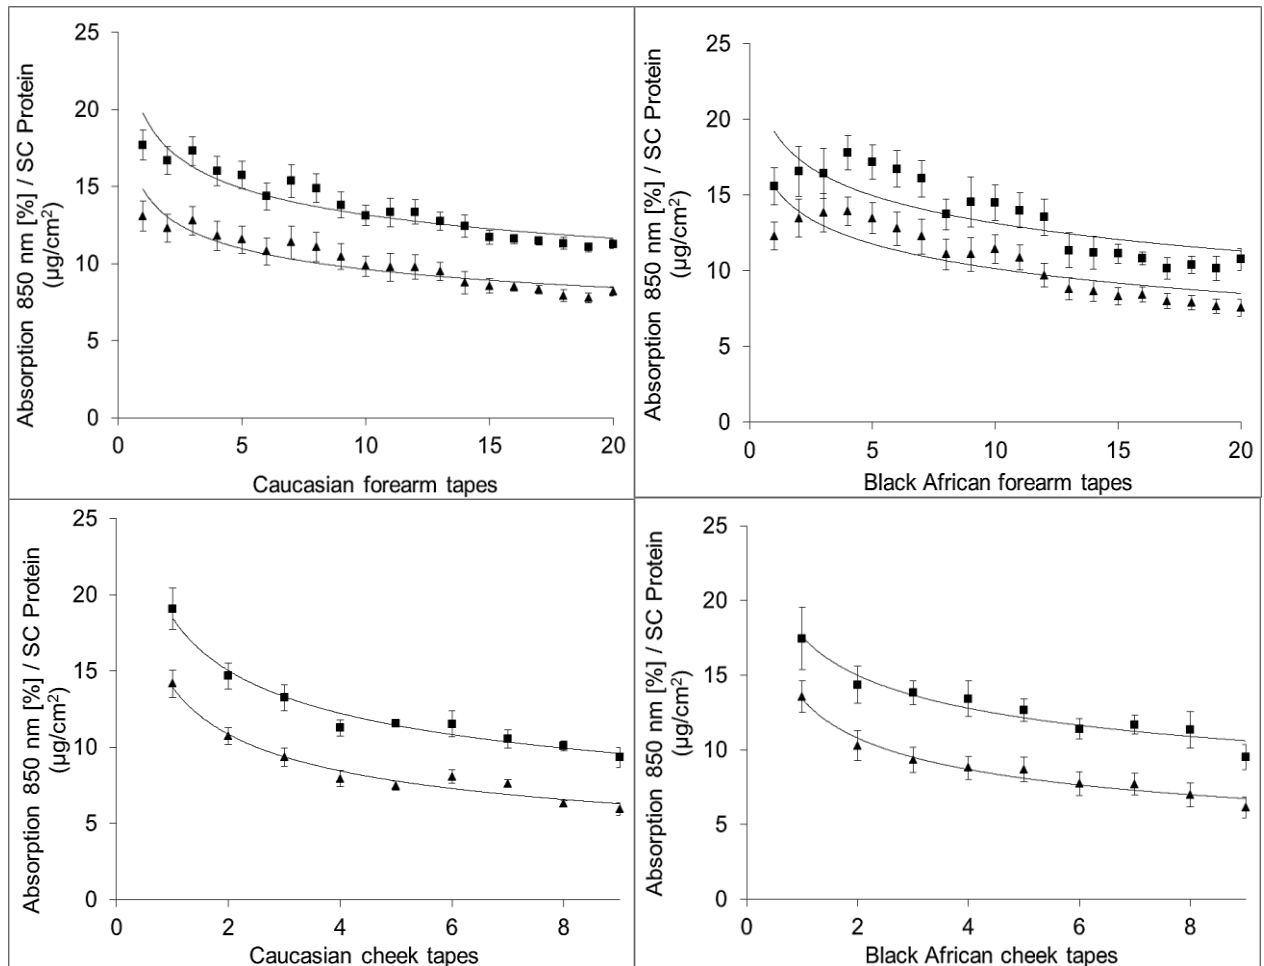 Absorption 850 nm [%] / SC Protein
(µg/cm2)
25
20
15
10
5
0
0 5 10 15 20
Caucasian forearm tapes
Absorption 850 nm [%] / SC Protein
(µg/cm2)
25
20
15
10
5
0
0 5 10 15 20
Black African forearm tapes
Absorption 850 nm [%] / SC Protein
(µg/cm2)
25
20
15
10
5
0
0 2 4 6 8
Caucasian cheek tapes
Absorption 850 nm [%] / SC Protein
(µg/cm2)
25
20
15
10
5
0
0 2 4 6 8
Black African cheek tapes